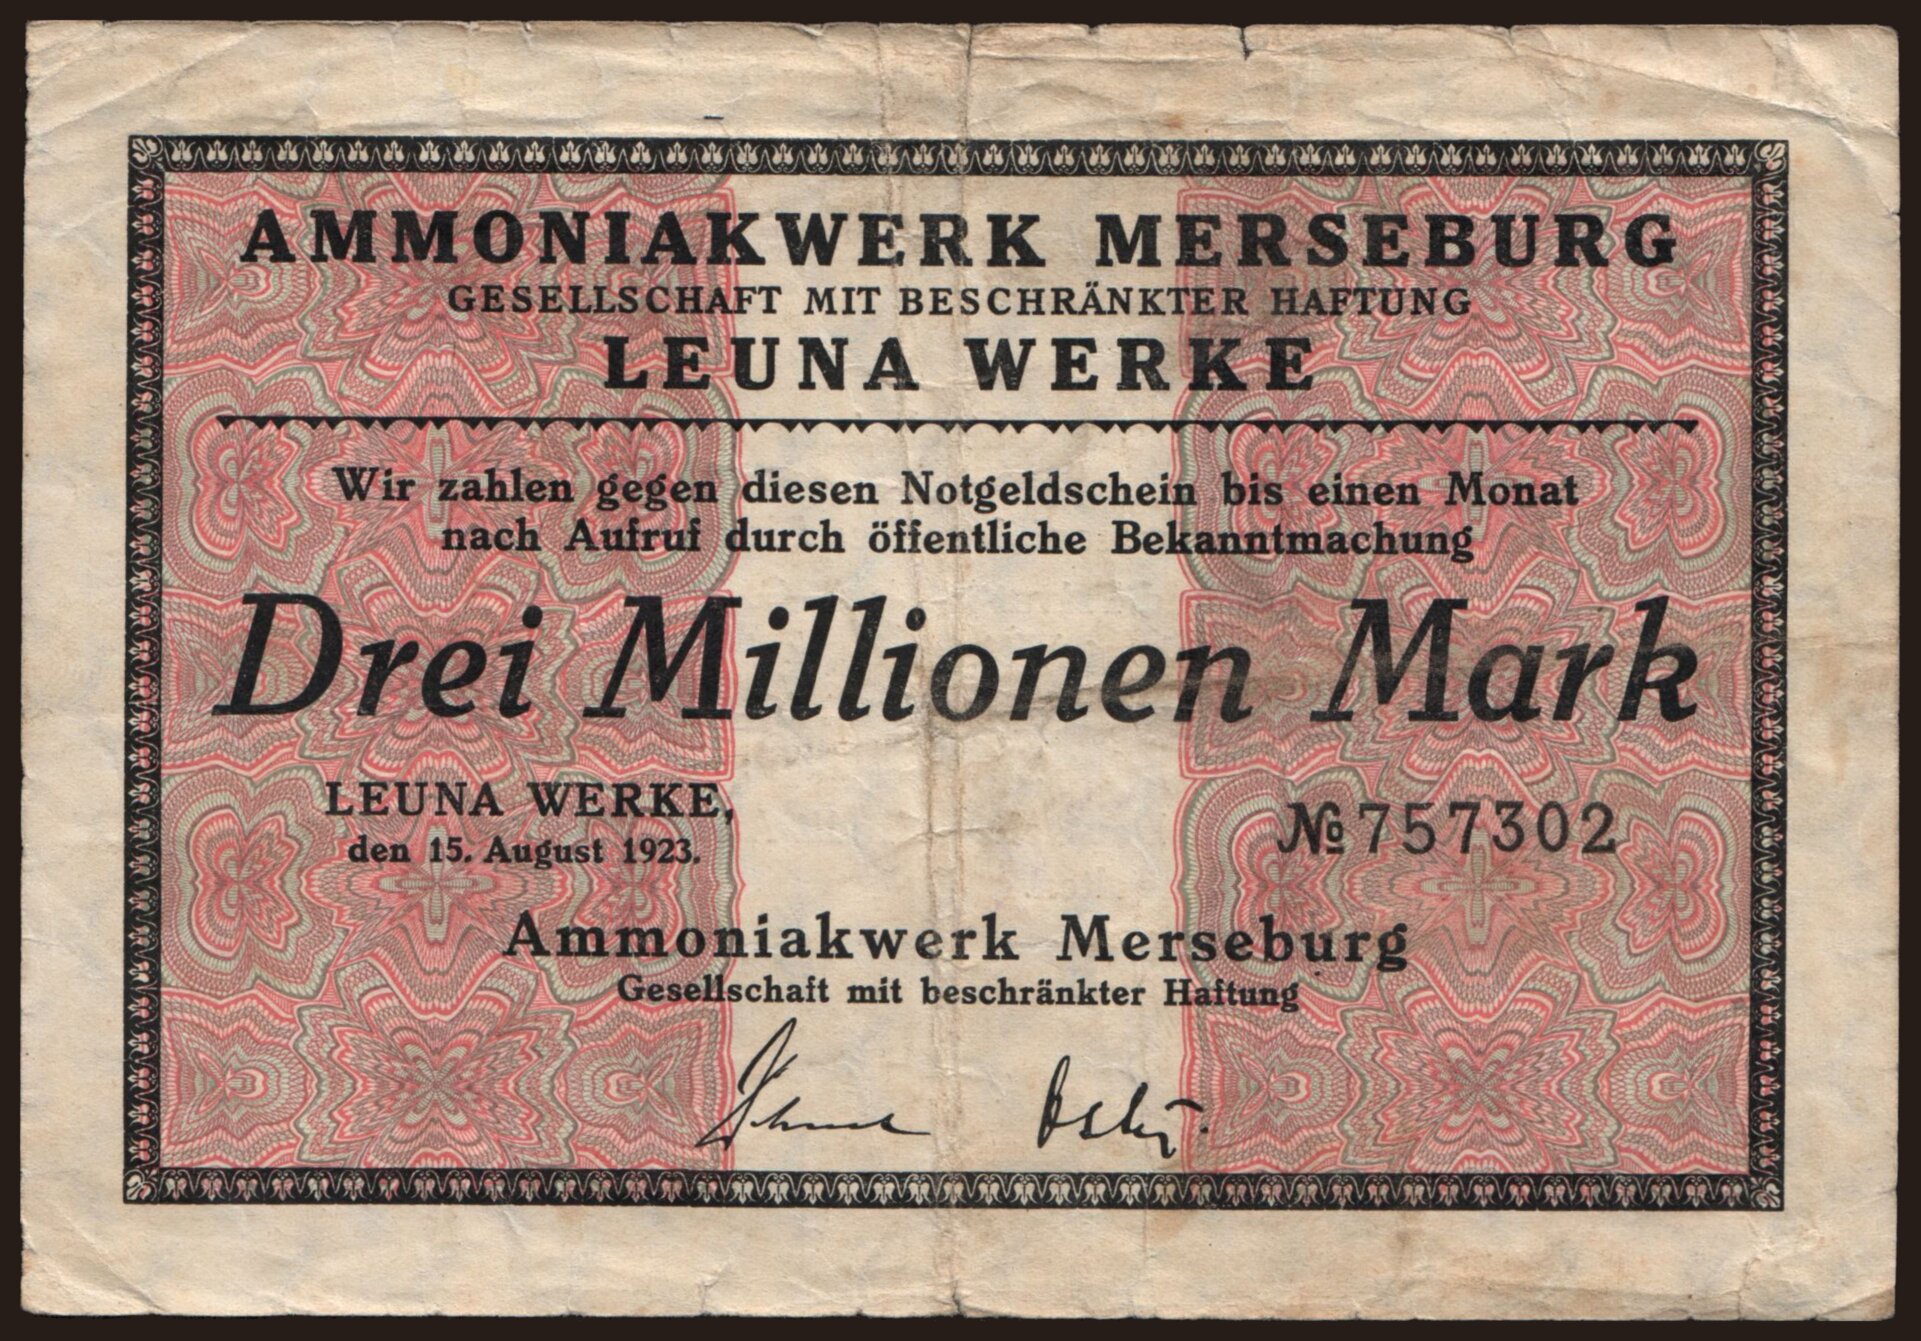 AMMONIAKWERK MERSEBURG
GESELLSCHAFT MIT BESCHRÄNKTER HAFTUNG
LEUNA WERKE
Wir zahlen gegen diesen Notgeldschein bis einen Monat
nach Aufruf durch öffentliche Bekanntmachung
Drei Millionen Mark
LEUNA WERKE,
den 15. August 1923.
№ 757302
Ammoniakwerk Merseburg
Gesellschaft mit beschränkter Haftung